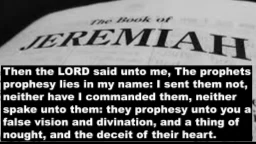 The Book of
JEREMIAH
Then the LORD said unto me, The prophets
prophesy lies in my name: I sent them not,
neither have I commanded them, neither
spake unto them: they prophesy unto you a
false vision and divination, and a thing of
nought, and the deceit of their heart.